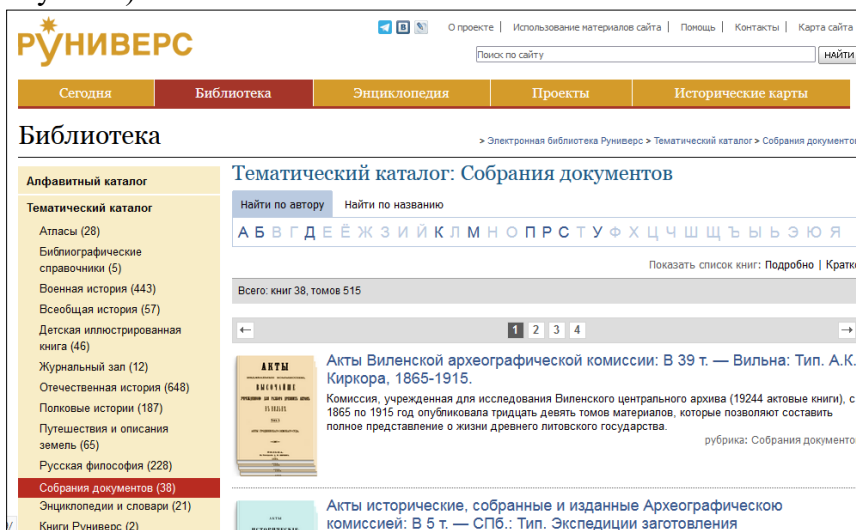 РУНИВЕРС
О проекте | Использование материалов сайта | Помощь | Контакты | Карта сайта
Поиск по сайту
НАЙТИ
Сегодня Библиотека Энциклопедия Проекты Исторические карты
Библиотека
> Электронная библиотека Руниверс > Тематический каталог > Собрания документов
Алфавитный каталог
Тематический каталог
Атласы (28)
Библиографические
справочники (5)
Военная история (443)
Всеобщая история (57)
Детская иллюстрированная
книга (46)
Журнальный зал (12)
Отечественная история (648)
Полковые истории (187)
Путешествия и описания
земель (65)
Русская философия (228)
Собрания документов (38)
Энциклопедии и словари (21)
Книги Руниверс (2)
Тематический каталог: Собрания документов
Найти по автору Найти по названию
А Б В Г Д Е Ё Ж З И Й К Л М Н О П Р С Т У Ф Х Ц Ч Ш Щ Ъ Ы Ь Э Ю Я
Показать список книг: Подробно | Кратко
Всего: книг 38, томов 515
← 1 2 3 4 →
АКТЫ
Акты Виленской археографической комиссии: В 39 т. — Вильна: Тип. А.К.
Киркора, 1865-1915.
Комиссия, учрежденная для исследования Виленского центрального архива (19244 актовые книги), с
1865 по 1915 год опубликовала тридцать девять томов материалов, которые позволяют составить
полное представление о жизни древнего литовского государства.
рубрика: Собрания документо
Акты исторические, собранные и изданные Археографическою
комиссией: В 5 т. — СПб.: Тип. Экспедиции заготовления